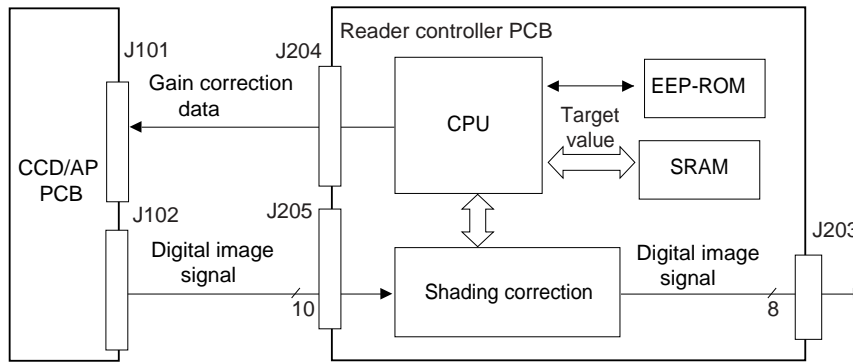 Reader controller PCB
J101
J204
Gain correction
data
CPU
EEP-ROM
Target
value
SRAM
CCD/AP
PCB
J102
J205
J203
Digital image
signal
10
Shading correction
Digital image
signal
8